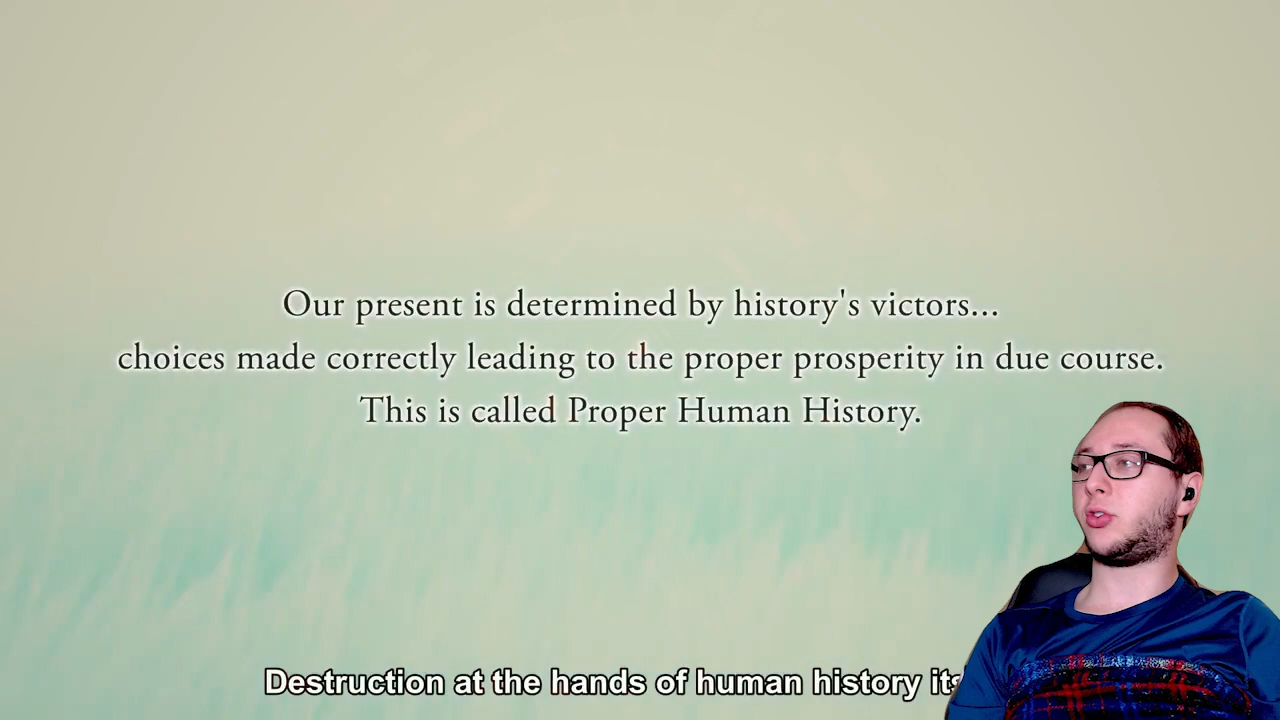 Our present is determined by history's victors...
choices made correctly leading to the proper prosperity in due course.
This is called Proper Human History.
Destruction at the hands of human history